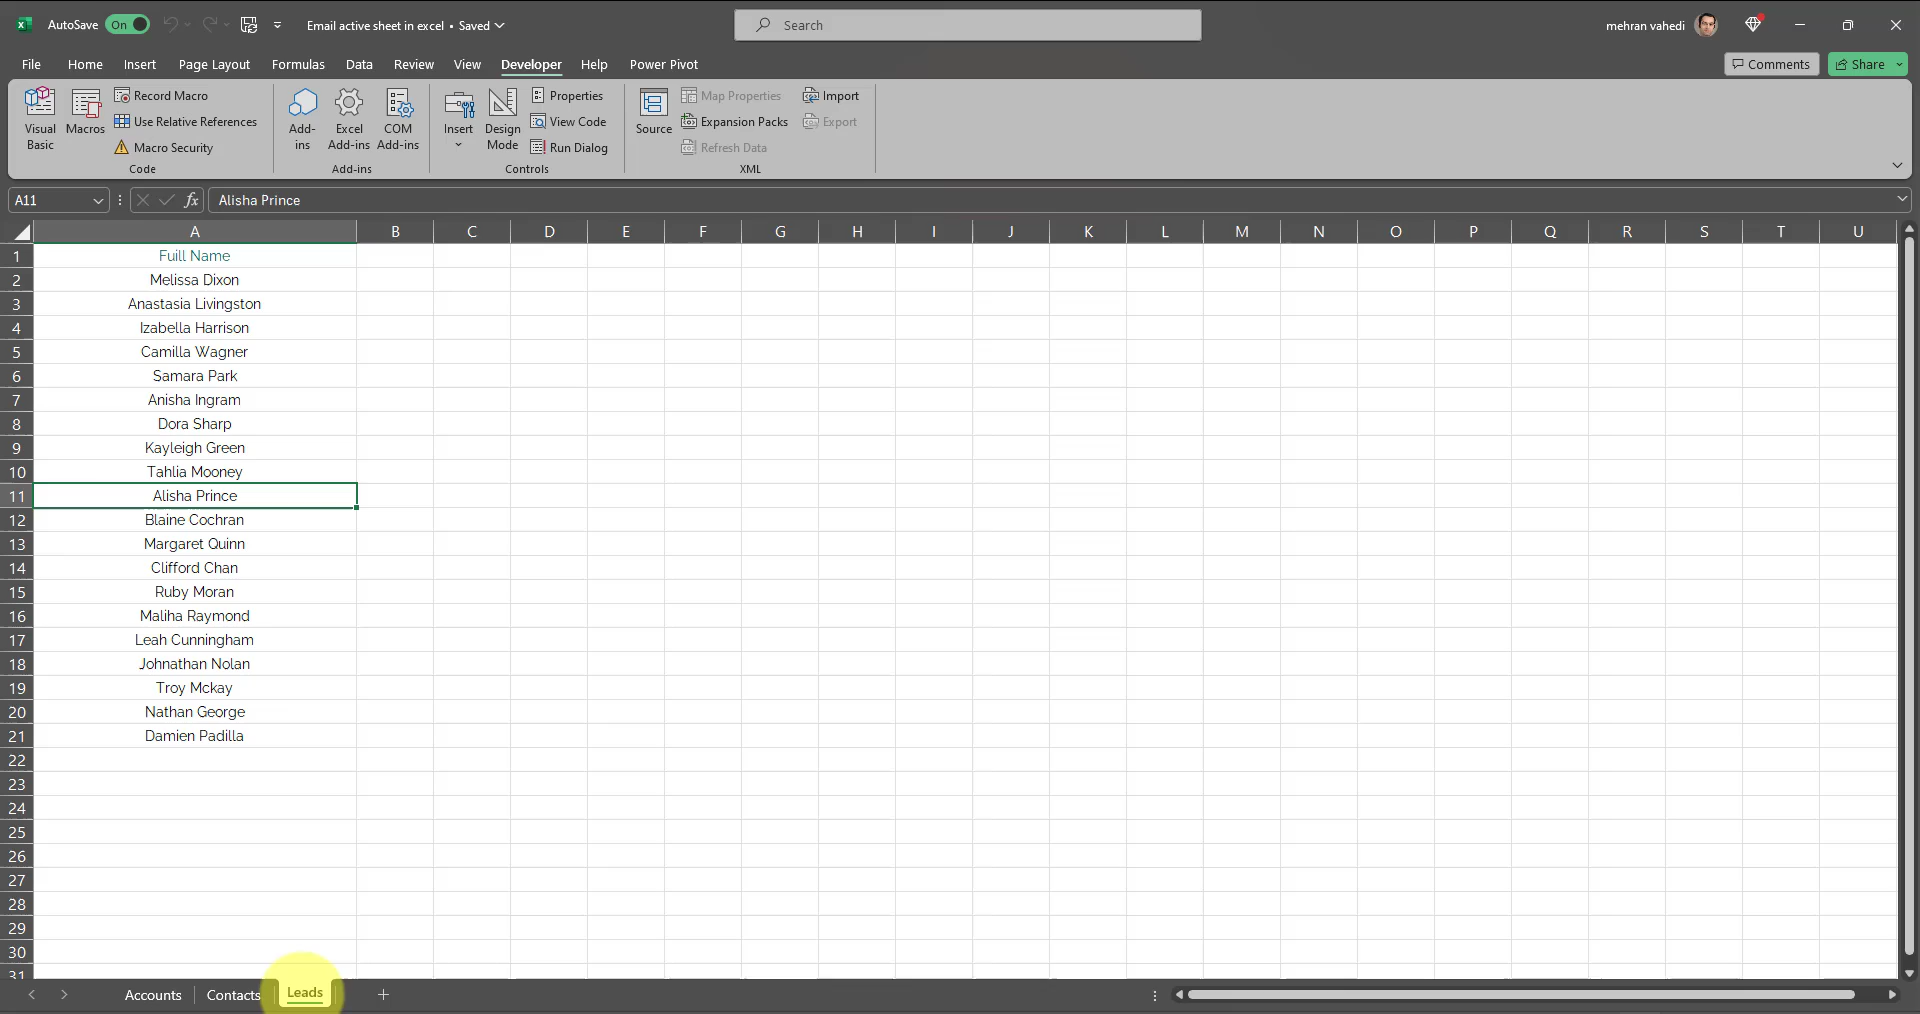 AutoSave On Email active sheet in excel • Saved Search mehran vahedi
File Home Insert Page Layout Formulas Data Review View Developer Help Power Pivot Comments Share
Visual Basic
Macros
Record Macro
Use Relative References
Macro Security
Code
Add-ins
Excel Add-ins
COM Add-ins
Add-ins
Insert
Design Mode
Properties
View Code
Run Dialog
Controls
Source
Map Properties
Expansion Packs
Refresh Data
Import
Export
XML
A11 fx Alisha Prince
A B C D E F G H I J K L M N O P Q R S T U
1 Fuill Name
2 Melissa Dixon
3 Anastasia Livingston
4 Izabella Harrison
5 Camilla Wagner
6 Samara Park
7 Anisha Ingram
8 Dora Sharp
9 Kayleigh Green
10 Tahlia Mooney
11 Alisha Prince
12 Blaine Cochran
13 Margaret Quinn
14 Clifford Chan
15 Ruby Moran
16 Maliha Raymond
17 Leah Cunningham
18 Johnathan Nolan
19 Troy Mckay
20 Nathan George
21 Damien Padilla
22
23
24
25
26
27
28
29
30
31
Accounts Contacts Leads